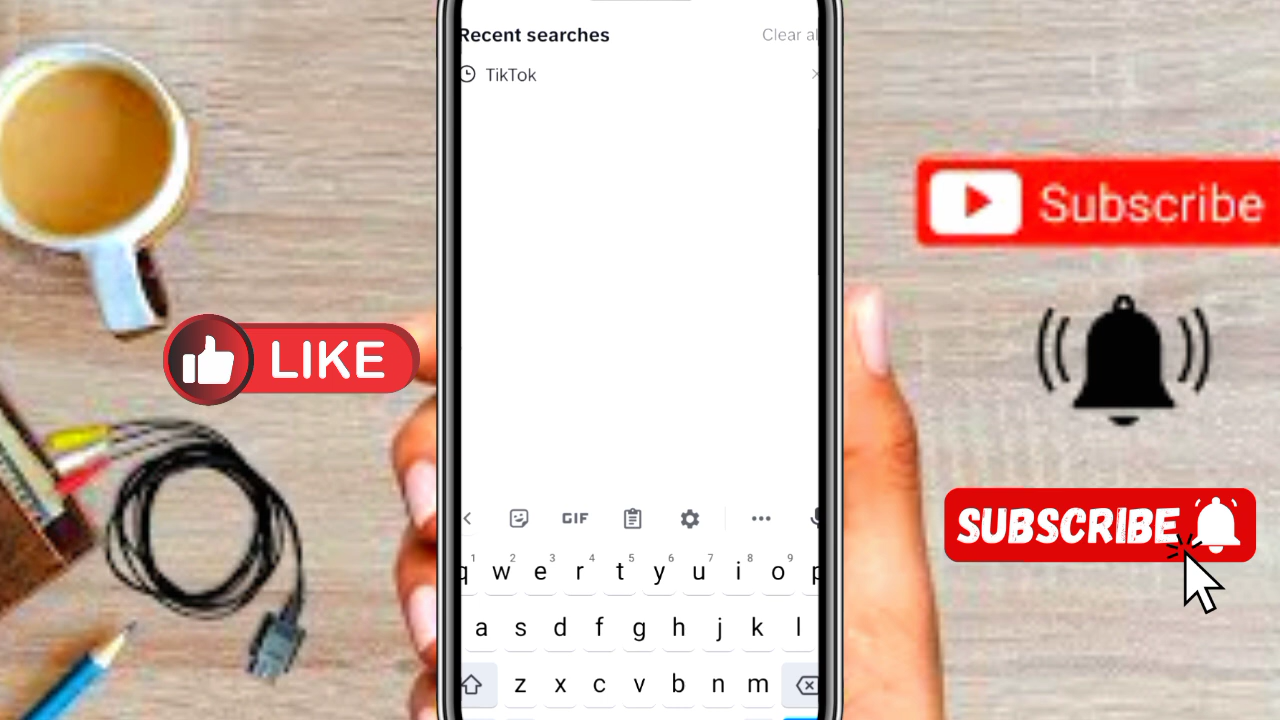 Recent searches
Clear al
TikTok
Subscribe
LIKE
SUBSCRIBE
GIF
1 2 3 4 5 6 7 8 9
q w e r t y u i o p
a s d f g h j k l
z x c v b n m